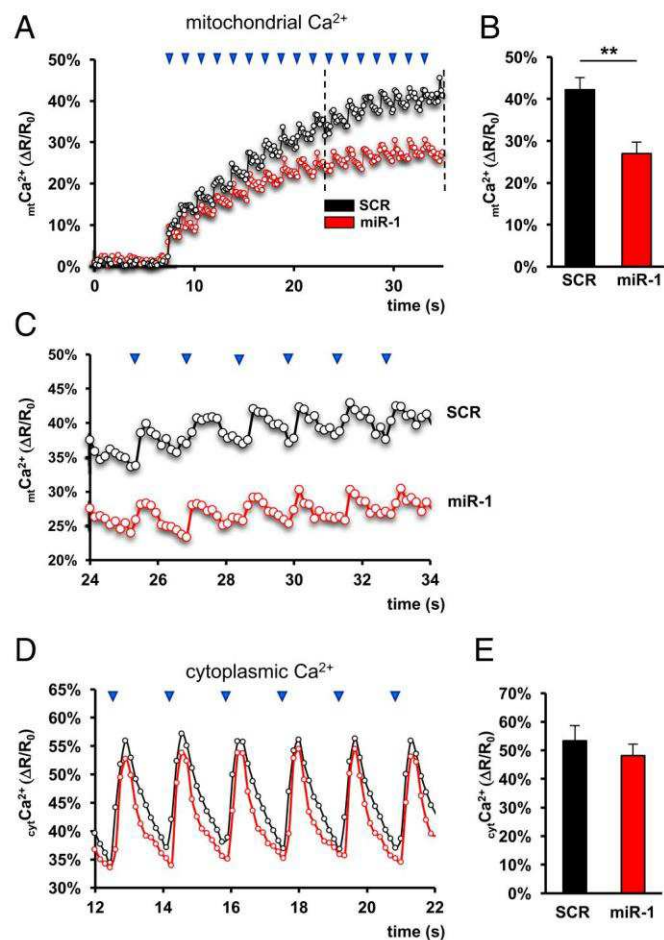 A
mitochondrial Ca²⁺
50%
40%
30%
20%
10%
0%
mtCa²⁺ (ΔR/R₀)
SCR
miR-1
0
10
20
30
time (s)
B
**
50%
40%
30%
20%
10%
0%
mtCa²⁺ (ΔR/R₀)
SCR miR-1
C
50%
45%
40%
35%
30%
25%
20%
mtCa²⁺ (ΔR/R₀)
SCR
miR-1
24 26 28 30 32 34
time (s)
D
cytoplasmic Ca²⁺
65%
60%
55%
50%
45%
40%
35%
30%
cytCa²⁺ (ΔR/R₀)
12 14 16 18 20 22
time (s)
E
70%
60%
50%
40%
30%
20%
10%
0%
cytCa²⁺ (ΔR/R₀)
SCR miR-1